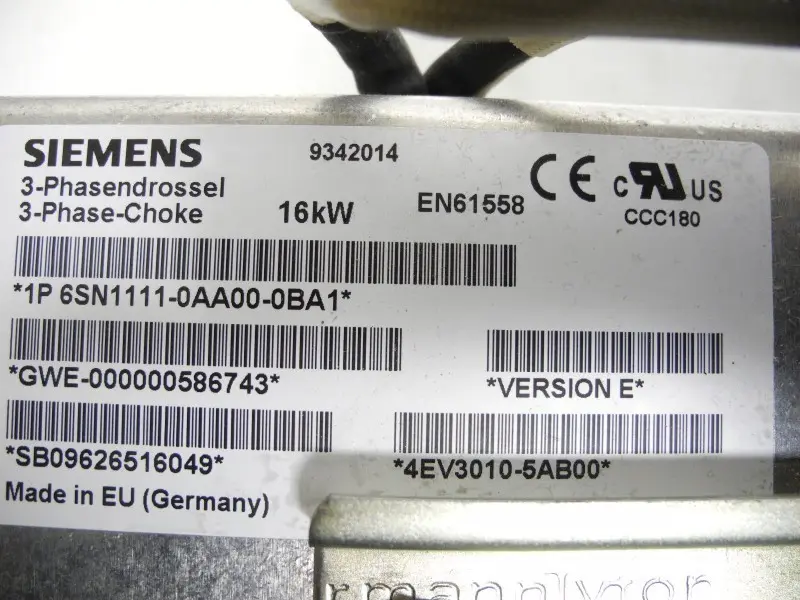 SIEMENS 9342014
3-Phasendrossel
3-Phase-Choke 16kW EN61558 CE c RU US
CCC180
*1P 6SN1111-0AA00-0BA1*
*GWE-000000586743* *VERSION E*
*SB09626516049* *4EV3010-5AB00*
Made in EU (Germany)